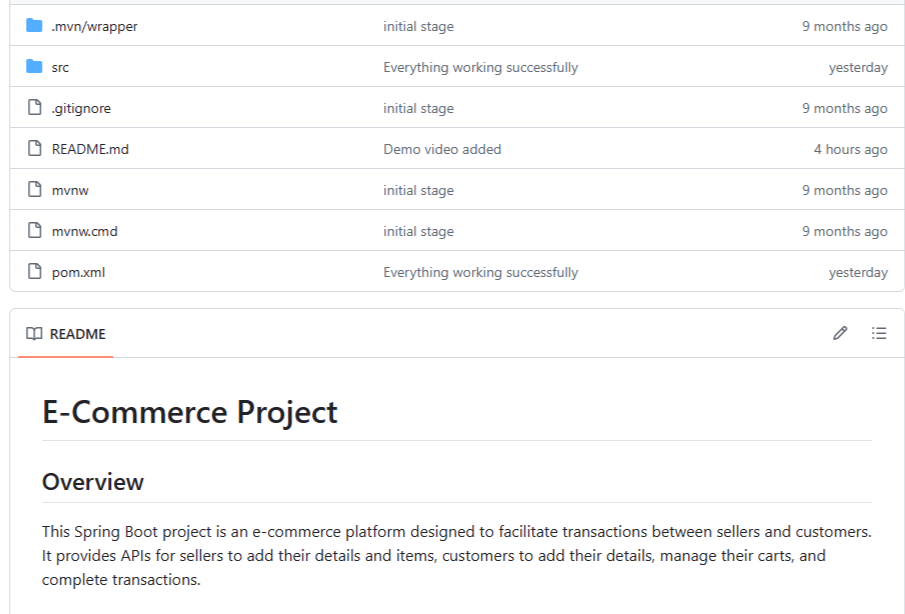 .mvn/wrapper initial stage 9 months ago
src Everything working successfully yesterday
.gitignore initial stage 9 months ago
README.md Demo video added 4 hours ago
mvnw initial stage 9 months ago
mvnw.cmd initial stage 9 months ago
pom.xml Everything working successfully yesterday
README
E-Commerce Project
Overview
This Spring Boot project is an e-commerce platform designed to facilitate transactions between sellers and customers.
It provides APIs for sellers to add their details and items, customers to add their details, manage their carts, and
complete transactions.